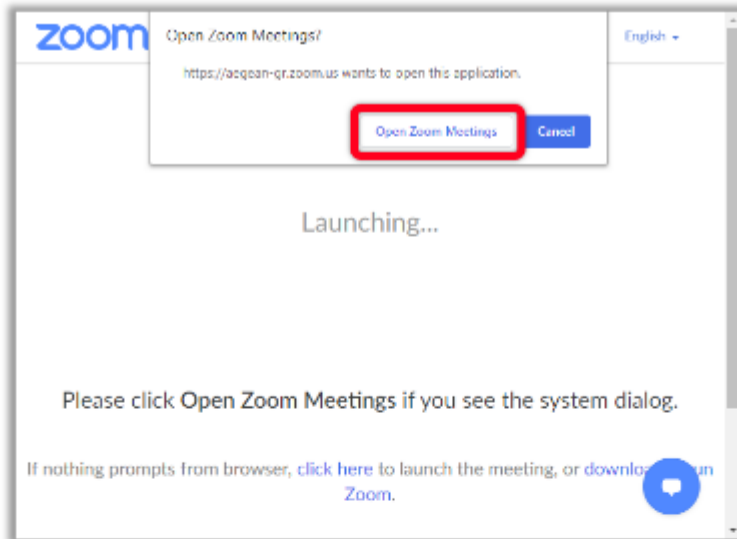 zoom
Open Zoom Meetings?
English
https://aegean-gr.zoom.us wants to open this application.
Open Zoom Meetings
Cancel
Launching...
Please click Open Zoom Meetings if you see the system dialog.
If nothing prompts from browser, click here to launch the meeting, or
Zoom.